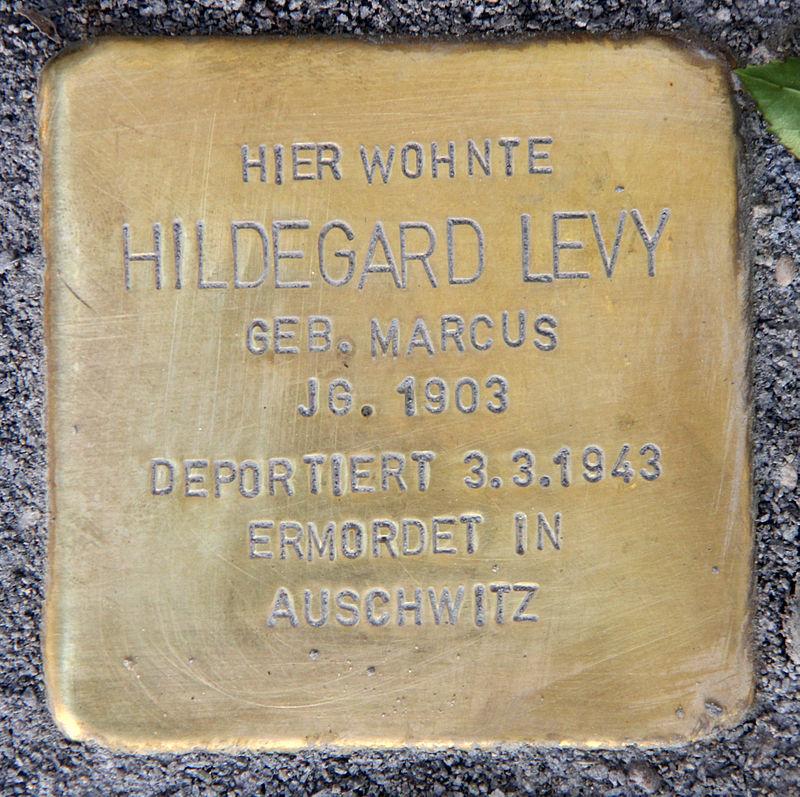 HIER WOHNTE
HILDEGARD LEVY
GEB. MARCUS
JG. 1903
DEPORTIERT 3.3.1943
ERMORDET IN
AUSCHWITZ